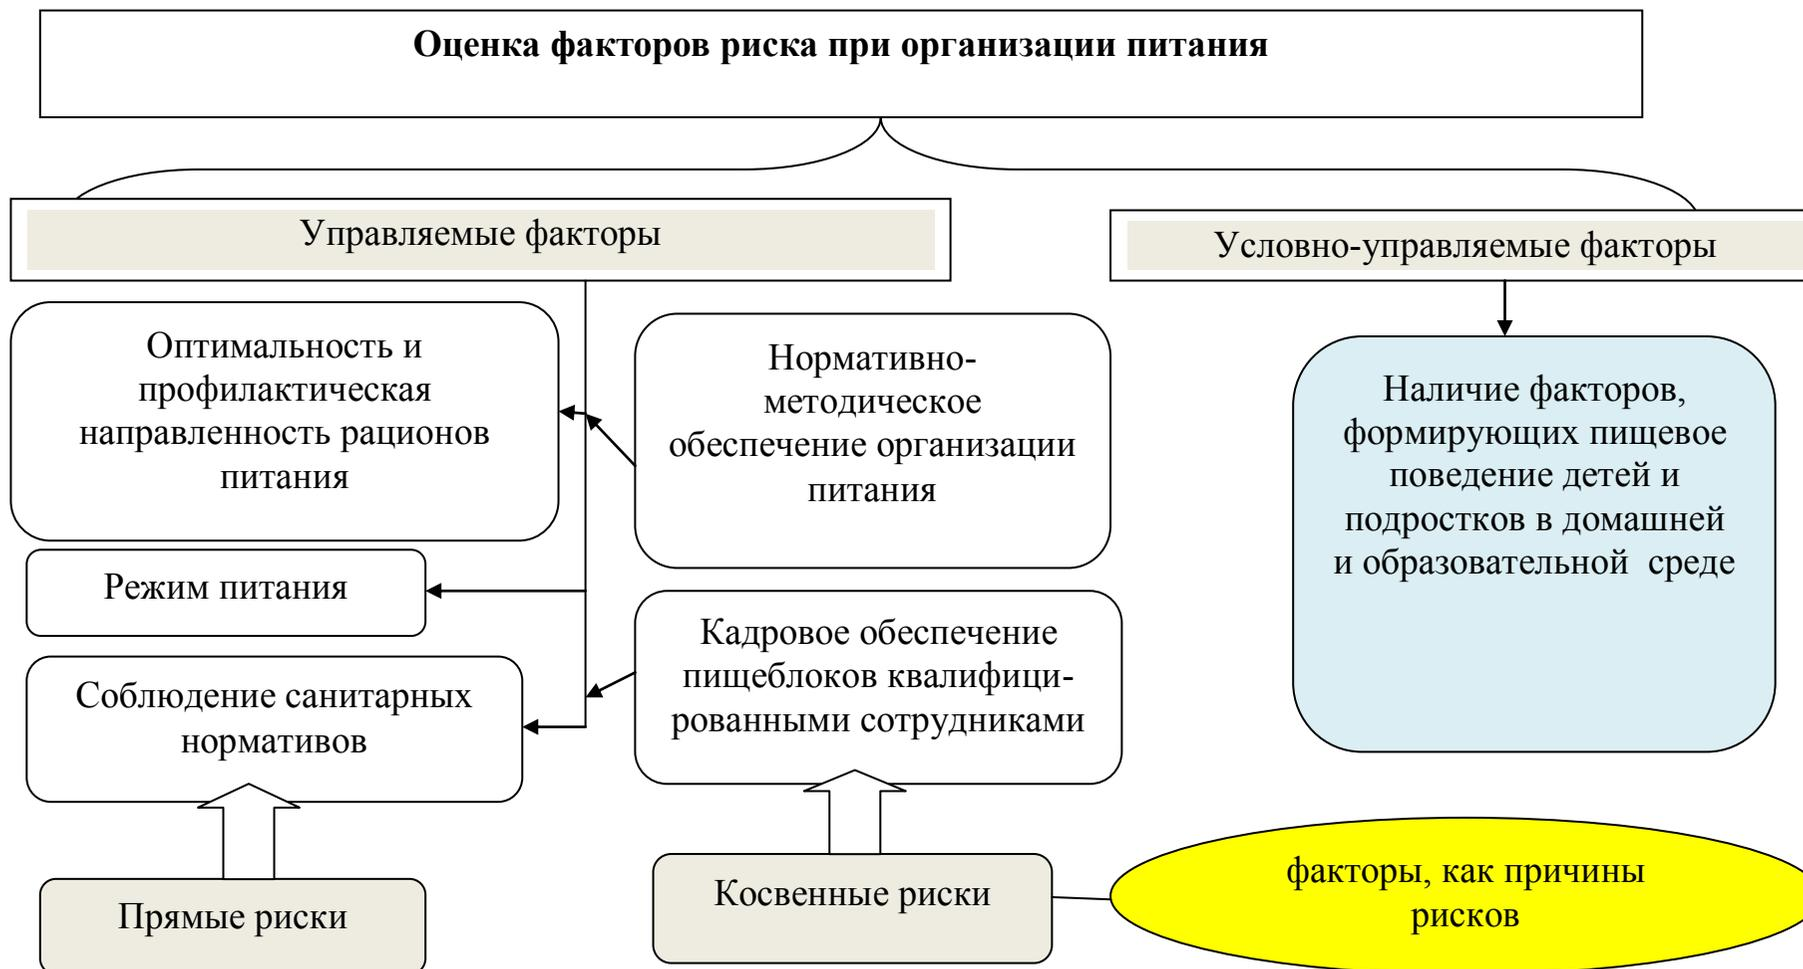 Оценка факторов риска при организации питания
Управляемые факторы
Условно-управляемые факторы
Оптимальность и
профилактическая
направленность рационов
питания
Нормативно-
методическое
обеспечение организации
питания
Наличие факторов,
формирующих пищевое
поведение детей и
подростков в домашней
и образовательной среде
Режим питания
Кадровое обеспечение
пищеблоков квалифици-
рованными сотрудниками
Соблюдение санитарных
нормативов
Прямые риски
Косвенные риски
факторы, как причины
рисков